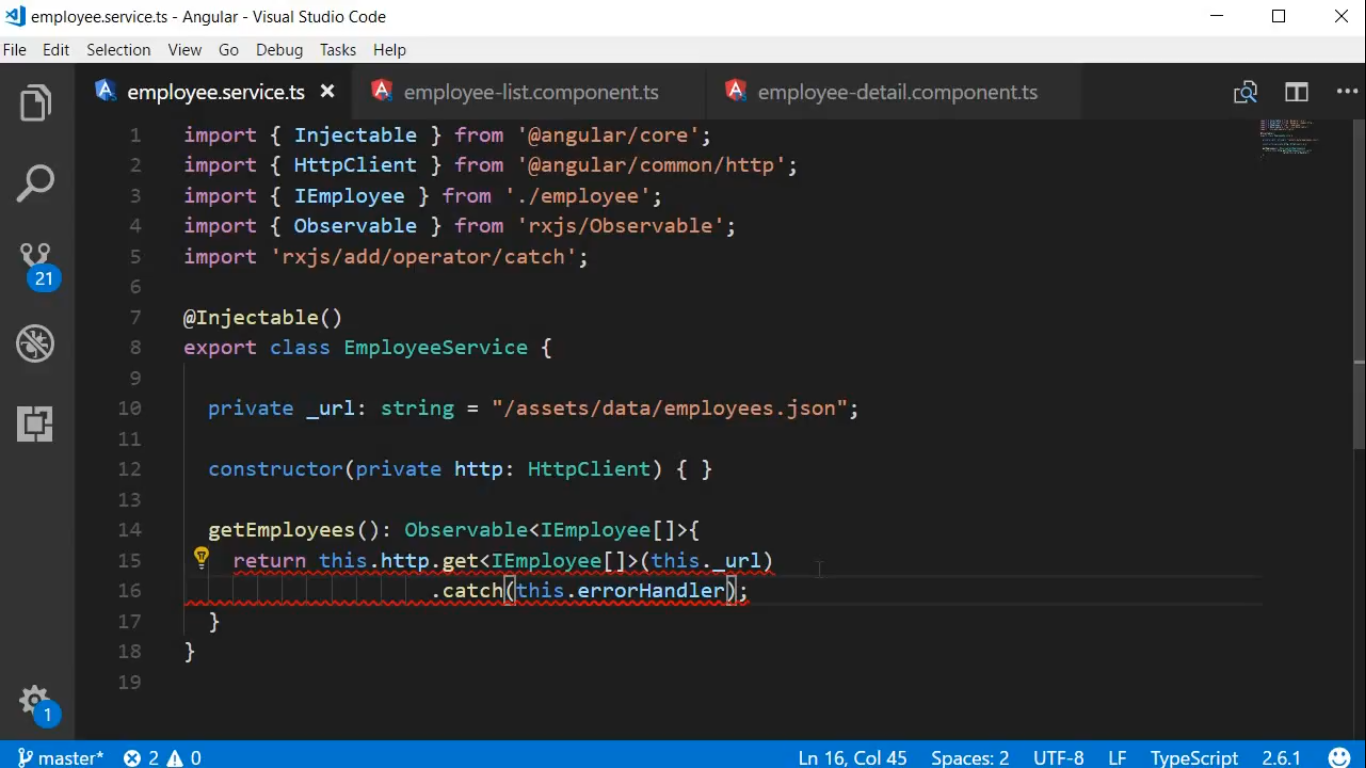 employee.service.ts - Angular - Visual Studio Code
File Edit Selection View Go Debug Tasks Help
employee.service.ts employee-list.component.ts employee-detail.component.ts
1 import { Injectable } from '@angular/core';
2 import { HttpClient } from '@angular/common/http';
3 import { IEmployee } from './employee';
4 import { Observable } from 'rxjs/Observable';
5 import 'rxjs/add/operator/catch';
6
7 @Injectable()
8 export class EmployeeService {
9
10 private _url: string = "/assets/data/employees.json";
11
12 constructor(private http: HttpClient) { }
13
14 getEmployees(): Observable<IEmployee[]>{
15 return this.http.get<IEmployee[]>(this._url)
16 .catch(this.errorHandler);
17 }
18 }
19
21
1
master* 2 0 Ln 16, Col 45 Spaces: 2 UTF-8 LF TypeScript 2.6.1